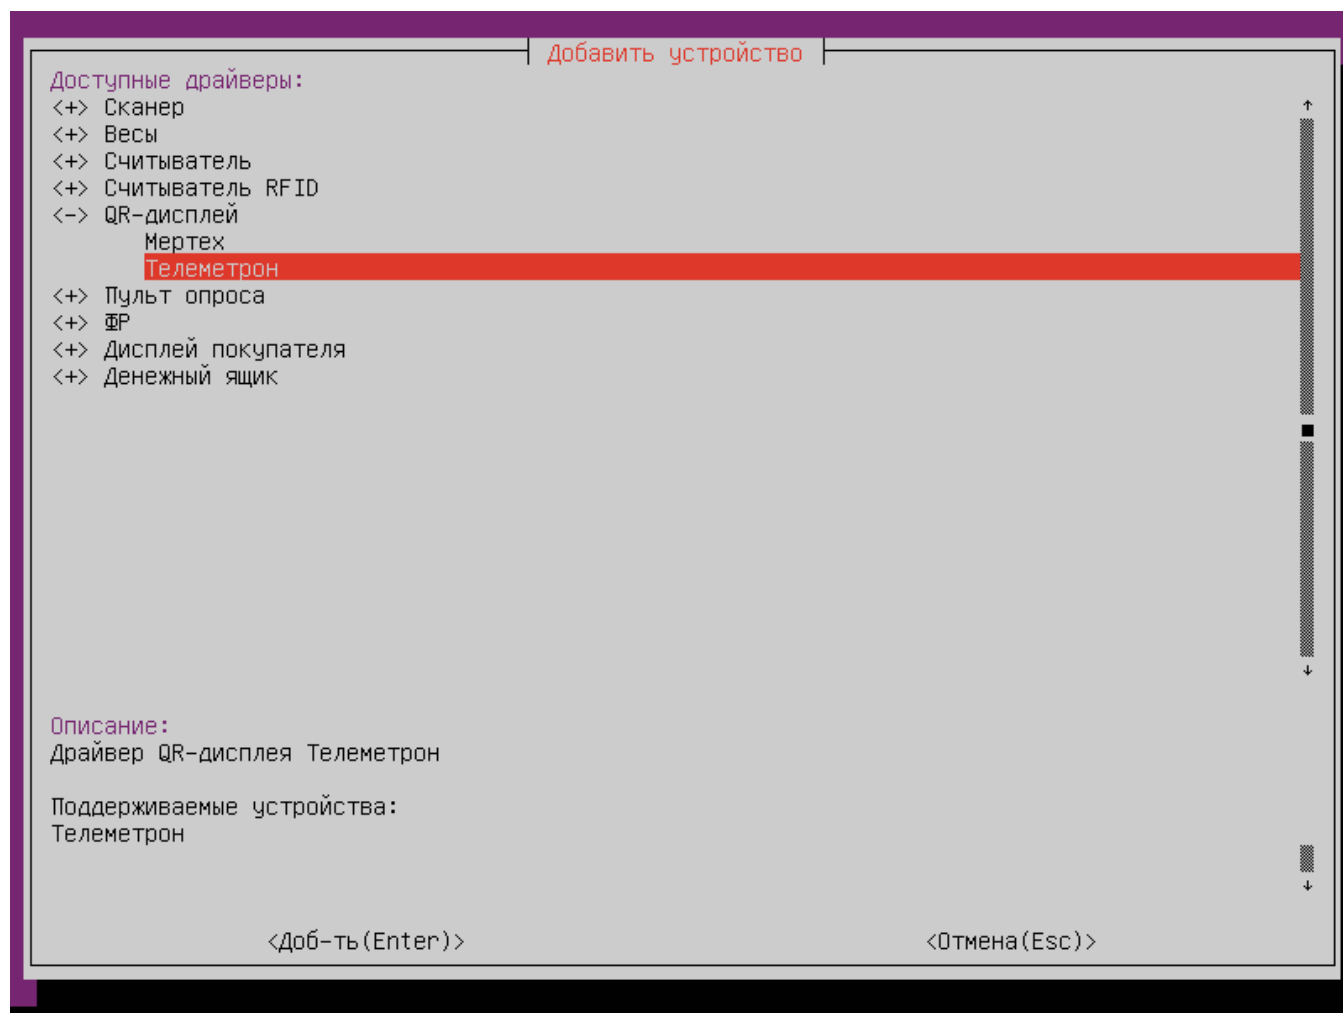 Добавить устройство
Доступные драйверы:
<+> Сканер
<+> Весы
<+> Считыватель
<+> Считыватель RFID
<-> QR-дисплей
Мертех
Телеметрон
<+> Пульт опроса
<+> ФР
<+> Дисплей покупателя
<+> Денежный ящик
Описание:
Драйвер QR-дисплея Телеметрон
Поддерживаемые устройства:
Телеметрон
<Доб-ть(Enter)> <Отмена(Esc)>